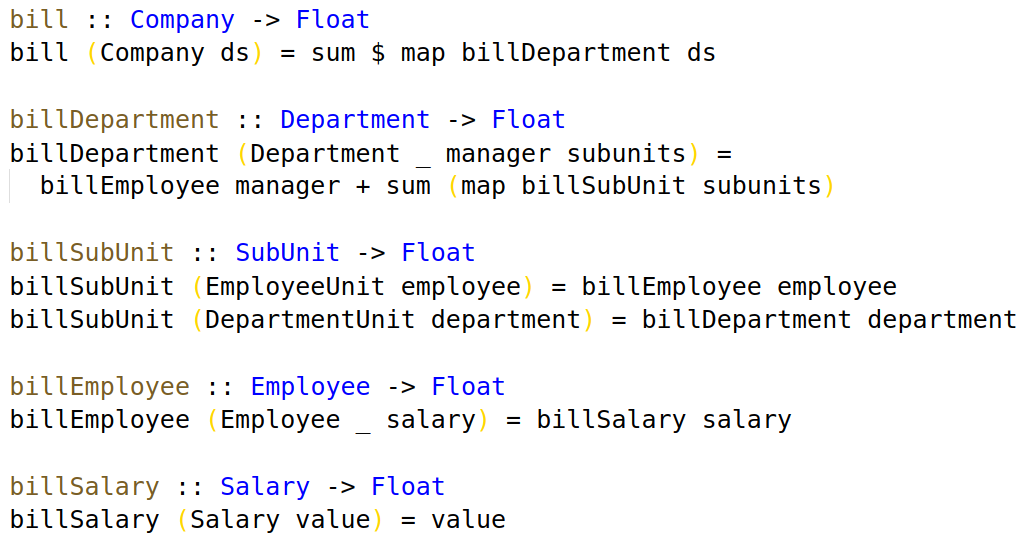 bill :: Company -> Float
bill (Company ds) = sum $ map billDepartment ds

billDepartment :: Department -> Float
billDepartment (Department _ manager subunits) =
  billEmployee manager + sum (map billSubUnit subunits)

billSubUnit :: SubUnit -> Float
billSubUnit (EmployeeUnit employee) = billEmployee employee
billSubUnit (DepartmentUnit department) = billDepartment department

billEmployee :: Employee -> Float
billEmployee (Employee _ salary) = billSalary salary

billSalary :: Salary -> Float
billSalary (Salary value) = value